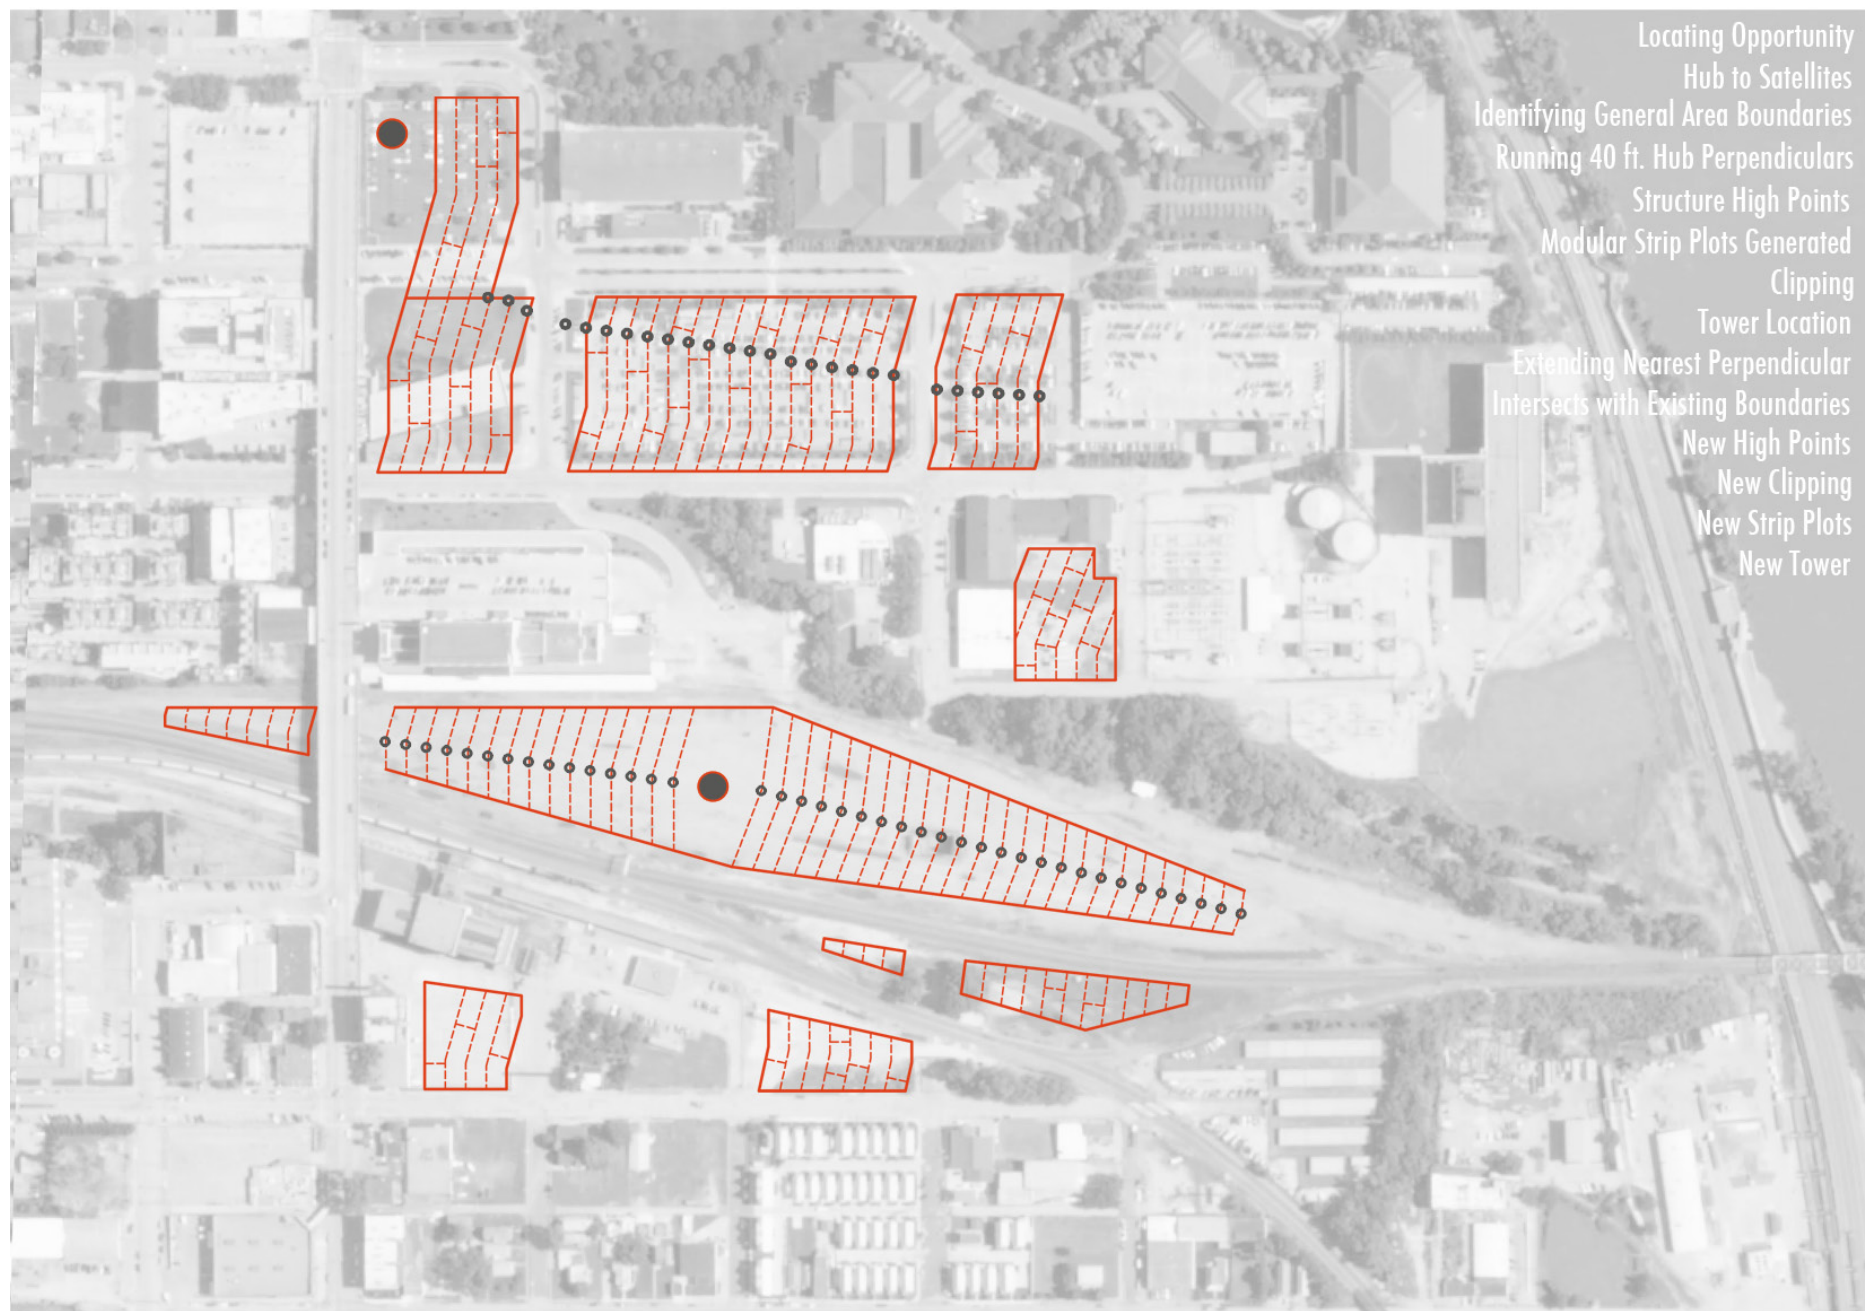 Locating Opportunity
Hub to Satellites
Identifying General Area Boundaries
Running 40 ft. Hub Perpendiculars
Structure High Points
Modular Strip Plots Generated
Clipping
Tower Location
Extending Nearest Perpendicular
Intersects with Existing Boundaries
New High Points
New Clipping
New Strip Plots
New Tower